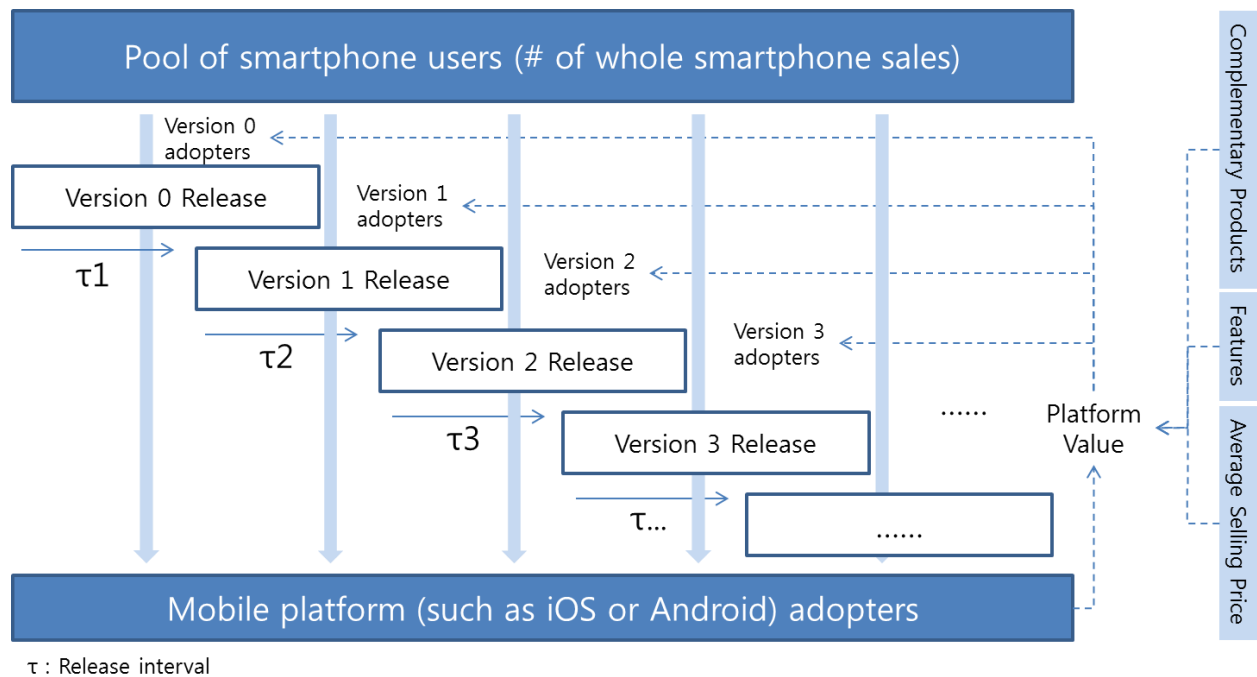 Pool of smartphone users (# of whole smartphone sales)
Version 0
adopters
Version 0 Release
τ1
Version 1
adopters
Version 1 Release
τ2
Version 2
adopters
Version 2 Release
τ3
Version 3
adopters
Version 3 Release
τ...
......
......
Platform
Value
Complementary Products
Features
Average Selling Price
Mobile platform (such as iOS or Android) adopters
τ : Release interval